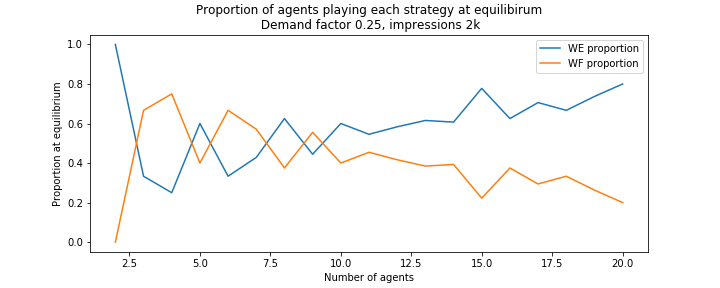 Proportion of agents playing each strategy at equilibirum
Demand factor 0.25, impressions 2k
WE proportion
WF proportion
Proportion at equilibrium
1.0
0.8
0.6
0.4
0.2
0.0
2.5 5.0 7.5 10.0 12.5 15.0 17.5 20.0
Number of agents